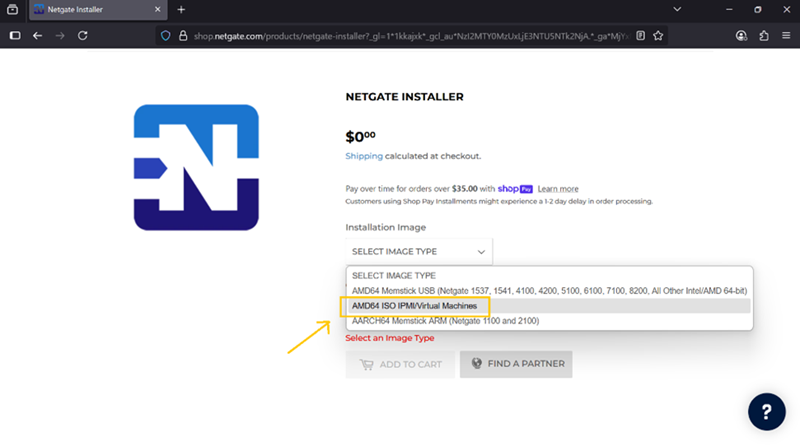 Netgate Installer
shop.netgate.com/products/netgate-installer?_gl=1*1kkajxk*_gcl_au*NzI2MTY0MzUxLjE3NTU5NTk2NjA.*_ga*MjYx
NETGATE INSTALLER
$0⁰⁰
Shipping calculated at checkout.
Pay over time for orders over $35.00 with shop Pay Learn more
Customers using Shop Pay Installments might experience a 1-2 day delay in order processing.
Installation Image
SELECT IMAGE TYPE
SELECT IMAGE TYPE
AMD64 Memstick USB (Netgate 1537, 1541, 4100, 4200, 5100, 6100, 7100, 8200, All Other Intel/AMD 64-bit)
AMD64 ISO IPMI/Virtual Machines
AARCH64 Memstick ARM (Netgate 1100 and 2100)
Select an Image Type
ADD TO CART
FIND A PARTNER
?